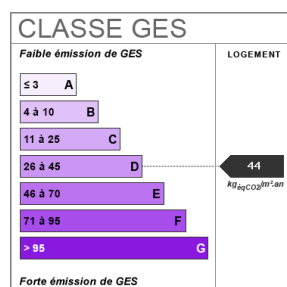 CLASSE GES
Faible émission de GES
LOGEMENT
≤ 3 A
4 à 10 B
11 à 25 C
26 à 45 D
44
kgéqCO2/m².an
46 à 70 E
71 à 95 F
> 95 G
Forte émission de GES